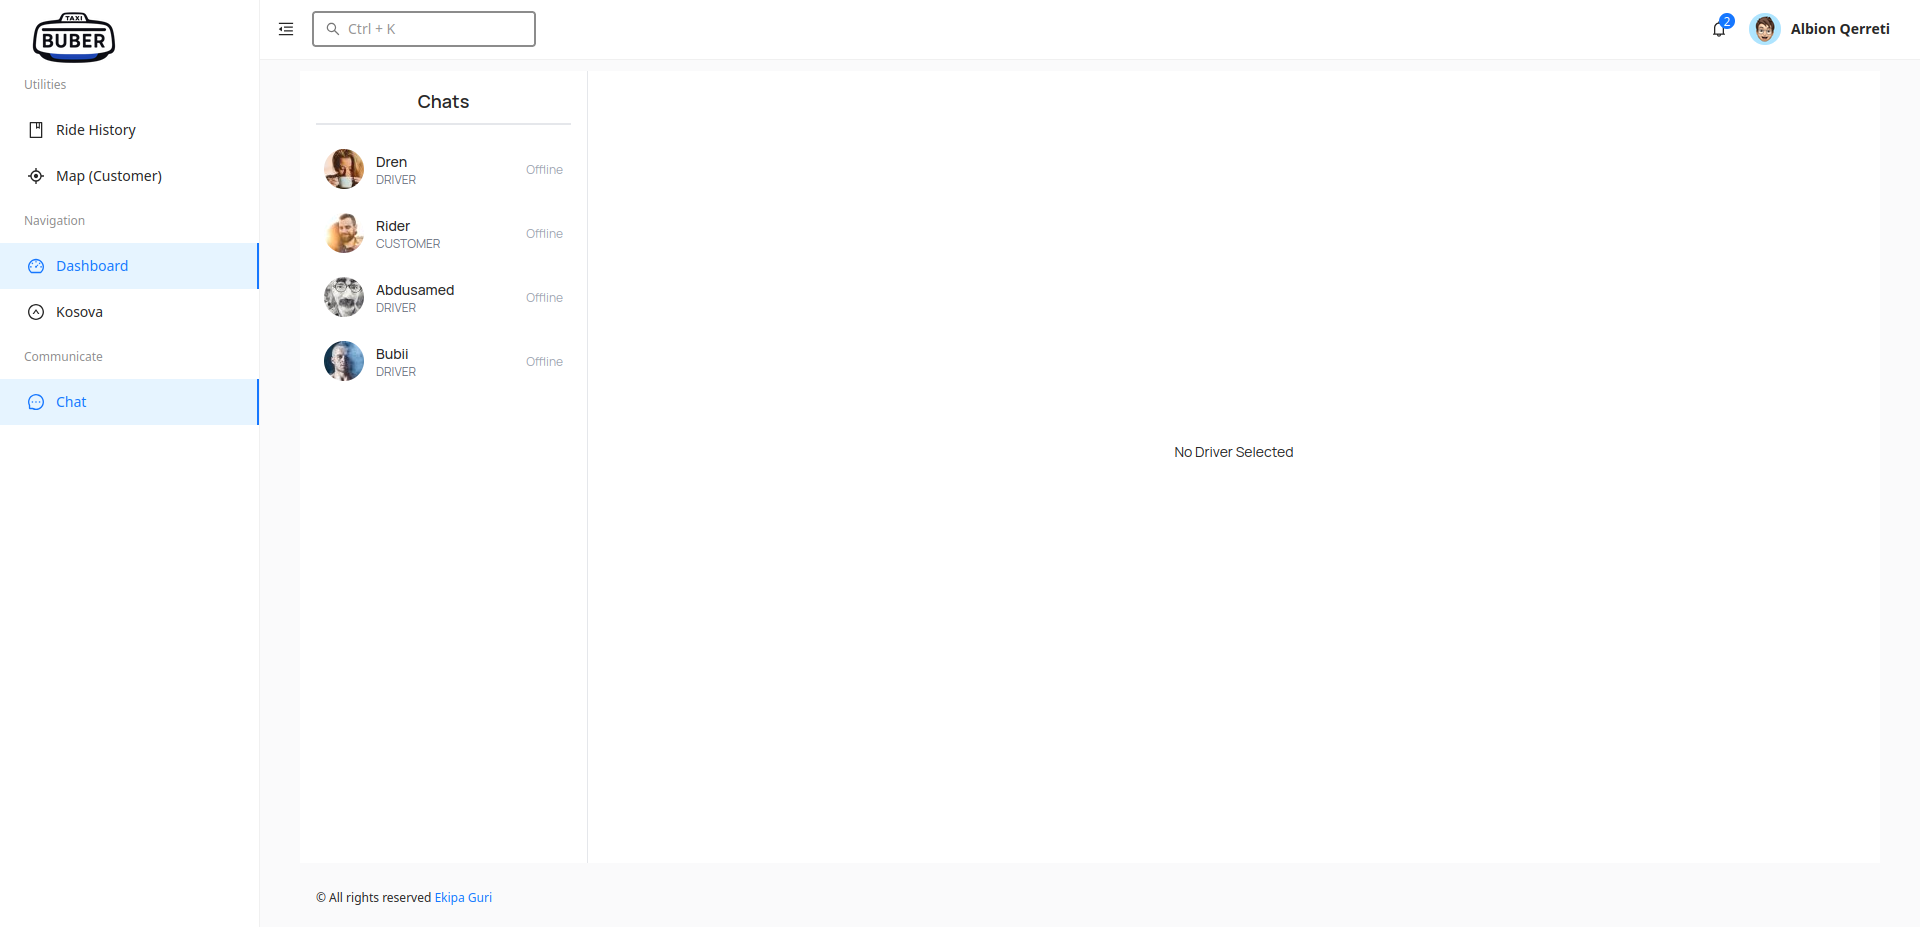 TAXI
BUBER
Utilities
Ride History
Map (Customer)
Navigation
Dashboard
Kosova
Communicate
Chat
Ctrl + K
2
Albion Qerreti
Chats
Dren
DRIVER
Offline
Rider
CUSTOMER
Offline
Abdusamed
DRIVER
Offline
Bubii
DRIVER
Offline
No Driver Selected
© All rights reserved Ekipa Guri